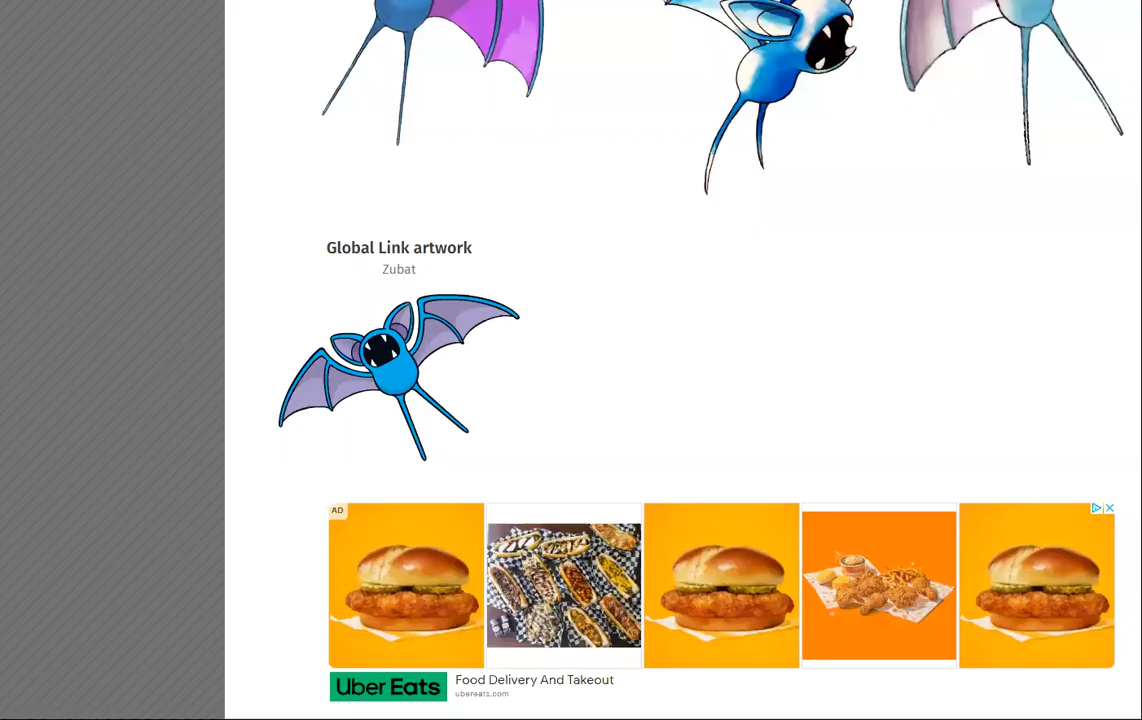 Global Link artwork
Zubat
AD
Uber Eats
Food Delivery And Takeout
ubereats.com